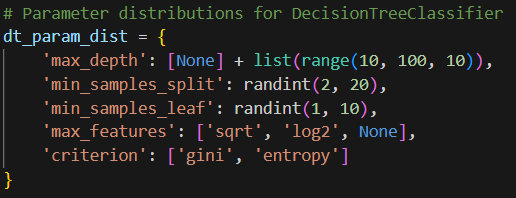 # Parameter distributions for DecisionTreeClassifier
dt_param_dist = {
    'max_depth': [None] + list(range(10, 100, 10)),
    'min_samples_split': randint(2, 20),
    'min_samples_leaf': randint(1, 10),
    'max_features': ['sqrt', 'log2', None],
    'criterion': ['gini', 'entropy']
}